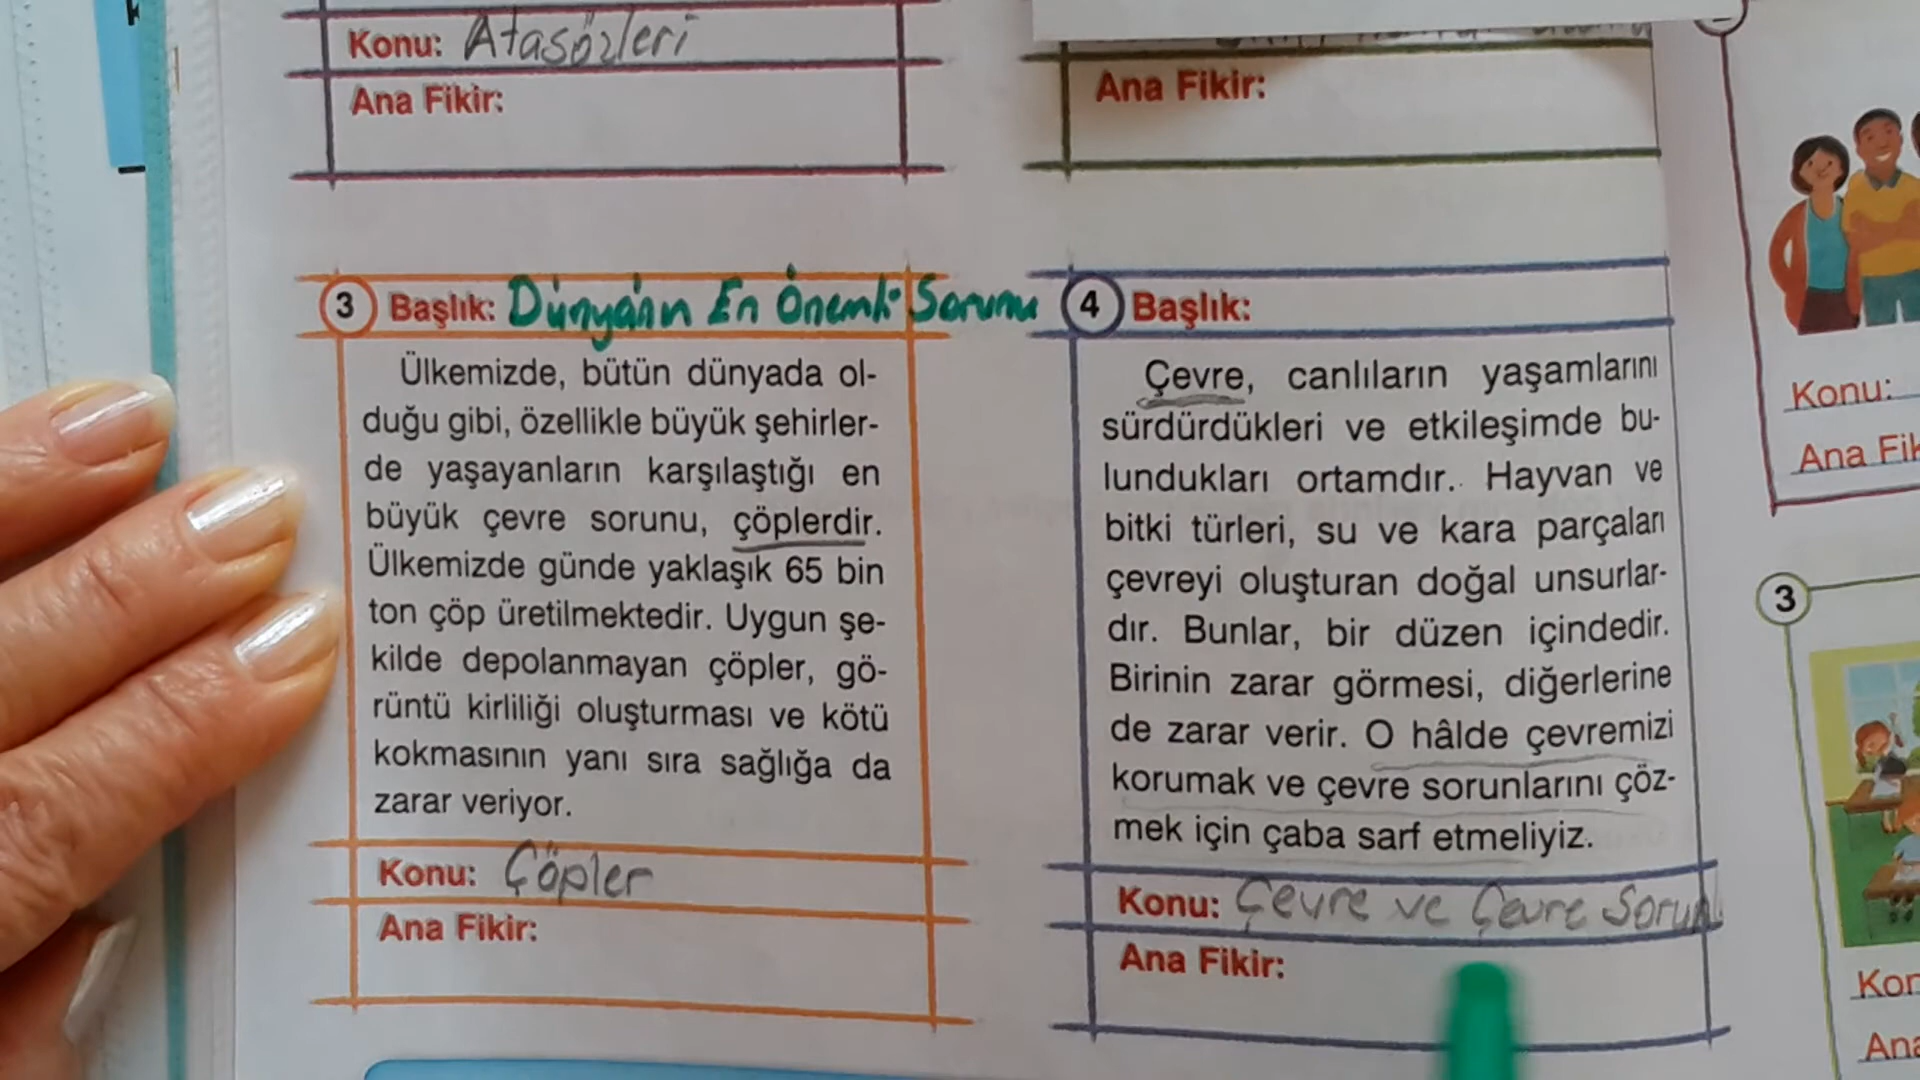 Konu: Atasözleri
Ana Fikir:
Ana Fikir:
3 Başlık: Dünya'nın En Önemli Sorunu
Ülkemizde, bütün dünyada ol-
duğu gibi, özellikle büyük şehirler-
de yaşayanların karşılaştığı en
büyük çevre sorunu, çöplerdir.
Ülkemizde günde yaklaşık 65 bin
ton çöp üretilmektedir. Uygun şe-
kilde depolanmayan çöpler, gö-
rüntü kirliliği oluşturması ve kötü
kokmasının yanı sıra sağlığa da
zarar veriyor.
Konu: Çöpler
Ana Fikir:
4 Başlık:
Çevre, canlıların yaşamlarını
sürdürdükleri ve etkileşimde bu-
lundukları ortamdır. Hayvan ve
bitki türleri, su ve kara parçaları
çevreyi oluşturan doğal unsurlar-
dır. Bunlar, bir düzen içindedir.
Birinin zarar görmesi, diğerlerine
de zarar verir. O hâlde çevremizi
korumak ve çevre sorunlarını çöz-
mek için çaba sarf etmeliyiz.
Konu: Çevre ve Çevre Sorun
Ana Fikir:
Konu:
Ana Fik
3
Kon
Ana